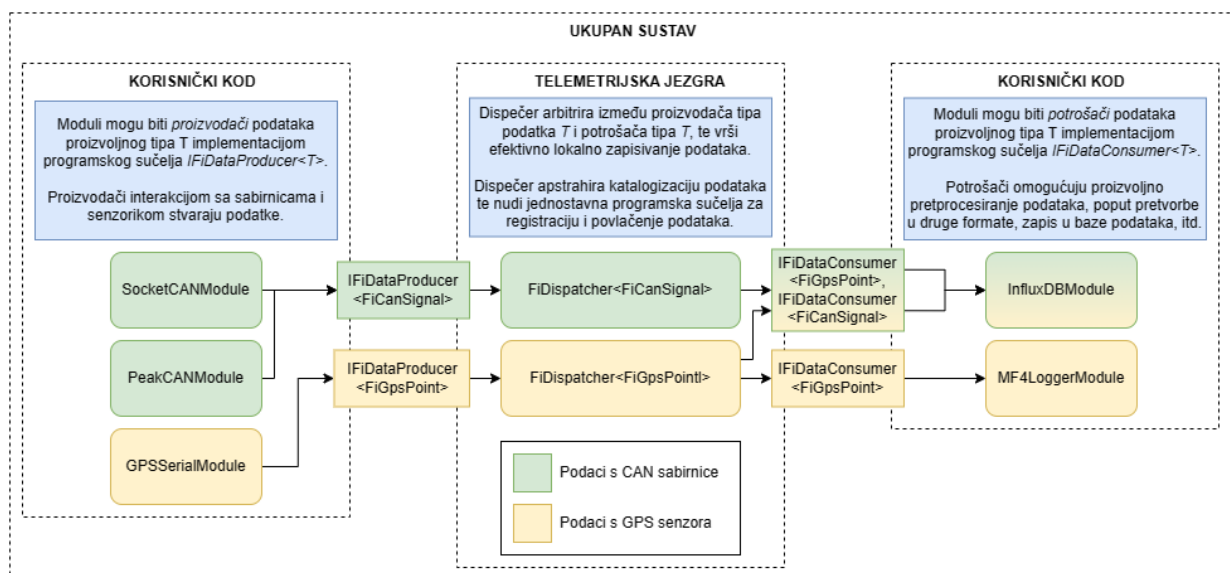 UKUPAN SUSTAV
KORISNIČKI KOD
Moduli mogu biti proizvođači podataka
proizvoljnog tipa T implementacijom
programskog sučelja IFiDataProducer<T>.
Proizvođači interakcijom sa sabirnicama i
senzorikom stvaraju podatke.
SocketCANModule
PeakCANModule
GPSSerialModule
IFiDataProducer
<FiCanSignal>
IFiDataProducer
<FiGpsPoint>
TELEMETRIJSKA JEZGRA
Dispečer arbitrira između proizvođača tipa
podatka T i potrošača tipa T, te vrši
efektivno lokalno zapisivanje podataka.
Dispečer apstrahira katalogizaciju podataka
te nudi jednostavna programska sučelja za
registraciju i povlačenje podataka.
FiDispatcher<FiCanSignal>
FiDispatcher<FiGpsPointl>
Podaci s CAN sabirnice
Podaci s GPS senzora
IFiDataConsumer
<FiGpsPoint>,
IFiDataConsumer
<FiCanSignal>
IFiDataConsumer
<FiGpsPoint>
KORISNIČKI KOD
Moduli mogu biti potrošači podataka
proizvoljnog tipa T implementacijom
programskog sučelja IFiDataConsumer<T>.
Potrošači omogućuju proizvoljno
pretprocesiranje podataka, poput pretvorbe
u druge formate, zapis u baze podataka, itd.
InfluxDBModule
MF4LoggerModule